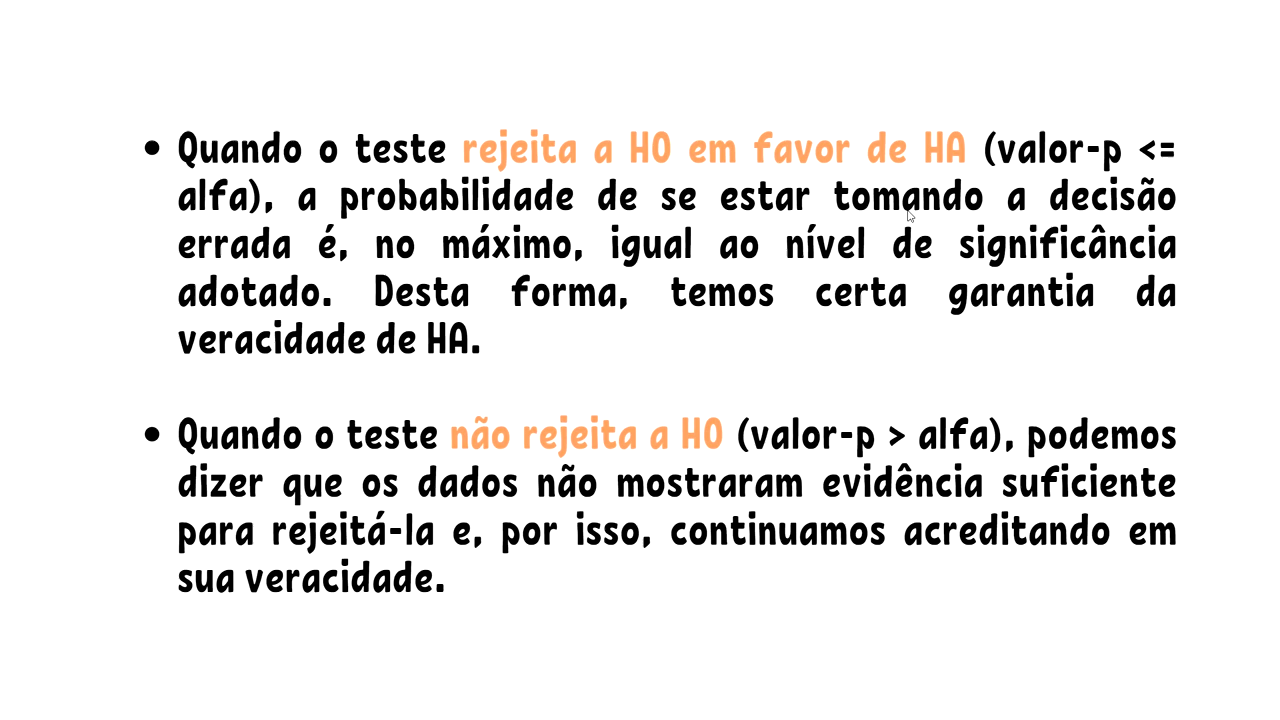 • Quando o teste rejeita a H0 em favor de HA (valor-p <=
alfa), a probabilidade de se estar tomando a decisão
errada é, no máximo, igual ao nível de significância
adotado. Desta forma, temos certa garantia da
veracidade de HA.
• Quando o teste não rejeita a H0 (valor-p > alfa), podemos
dizer que os dados não mostraram evidência suficiente
para rejeitá-la e, por isso, continuamos acreditando em
sua veracidade.